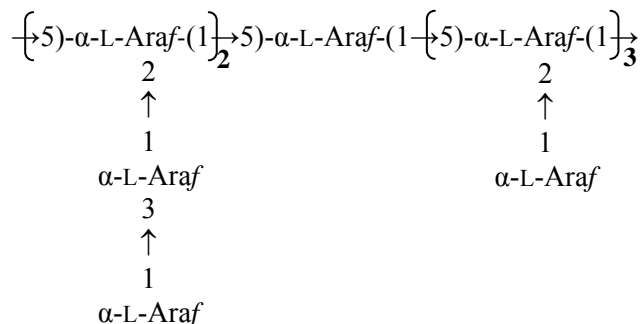 →[5)-α-L-Araf-(1]2→5)-α-L-Araf-(1→[5)-α-L-Araf-(1]3→
2 2
↑ ↑
1 1
α-L-Araf α-L-Araf
3
↑
1
α-L-Araf